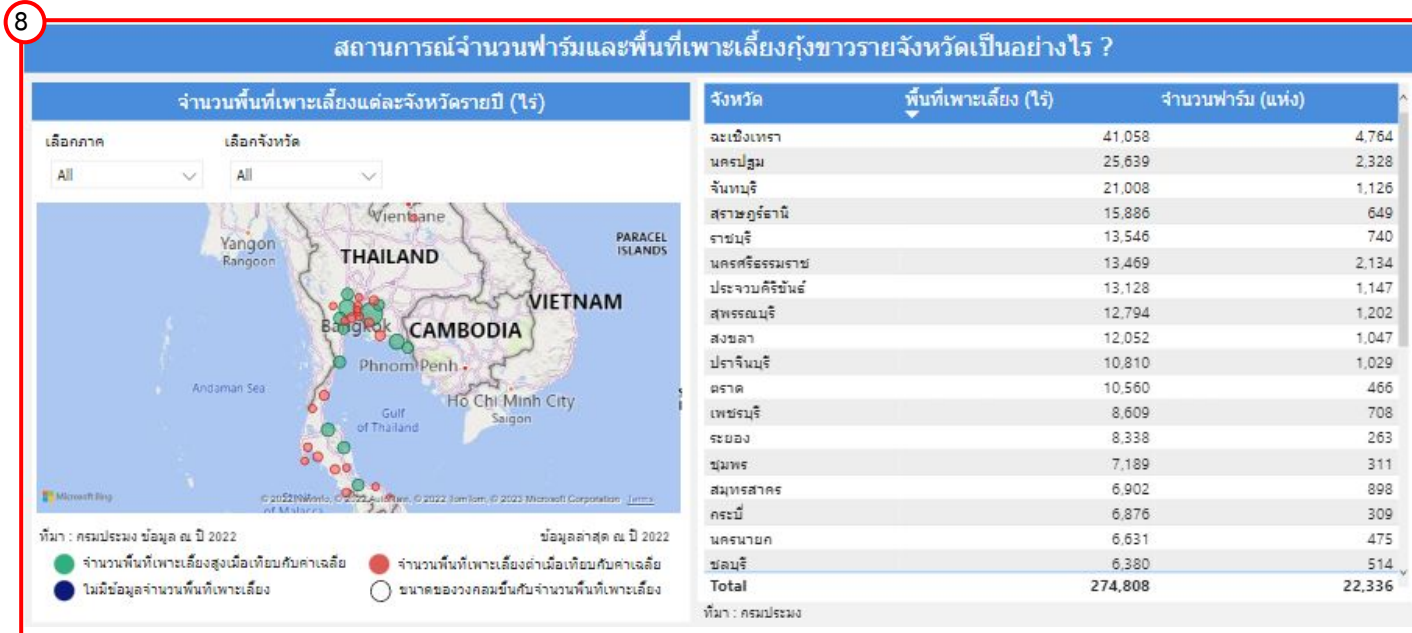 8
สถานการณ์จำนวนฟาร์มและพื้นที่เพาะเลี้ยงกุ้งขาวรายจังหวัดเป็นอย่างไร ?
จำนวนพื้นที่เพาะเลี้ยงแต่ละจังหวัดรายปี (ไร่)
เลือกภาค เลือกจังหวัด
All All
Vientiane
Yangon
Rangoon
THAILAND
PARACEL
ISLANDS
VIETNAM
Bangkok
CAMBODIA
Phnom Penh
Andaman Sea
Ho Chi Minh City
Saigon
Gulf
of Thailand
Microsoft Bing
© 2022 TomTom, © 2023 Microsoft Corporation Terms
of Malacca
ที่มา : กรมประมง ข้อมูล ณ ปี 2022 ข้อมูลล่าสุด ณ ปี 2022
จำนวนพื้นที่เพาะเลี้ยงสูงเมื่อเทียบกับค่าเฉลี่ย จำนวนพื้นที่เพาะเลี้ยงต่ำเมื่อเทียบกับค่าเฉลี่ย
ไม่มีข้อมูลจำนวนพื้นที่เพาะเลี้ยง ขนาดของวงกลมขึ้นกับจำนวนพื้นที่เพาะเลี้ยง
จังหวัด พื้นที่เพาะเลี้ยง (ไร่) จำนวนฟาร์ม (แห่ง)
ฉะเชิงเทรา 41,058 4,764
นครปฐม 25,639 2,328
จันทบุรี 21,008 1,126
สุราษฎร์ธานี 15,886 649
ราชบุรี 13,546 740
นครศรีธรรมราช 13,469 2,134
ประจวบคีรีขันธ์ 13,128 1,147
สุพรรณบุรี 12,794 1,202
สงขลา 12,052 1,047
ปราจีนบุรี 10,810 1,029
ตราด 10,560 466
เพชรบุรี 8,609 708
ระยอง 8,338 263
ชุมพร 7,189 311
สมุทรสาคร 6,902 898
กระบี่ 6,876 309
นครนายก 6,631 475
ชลบุรี 6,380 514
Total 274,808 22,336
ที่มา : กรมประมง